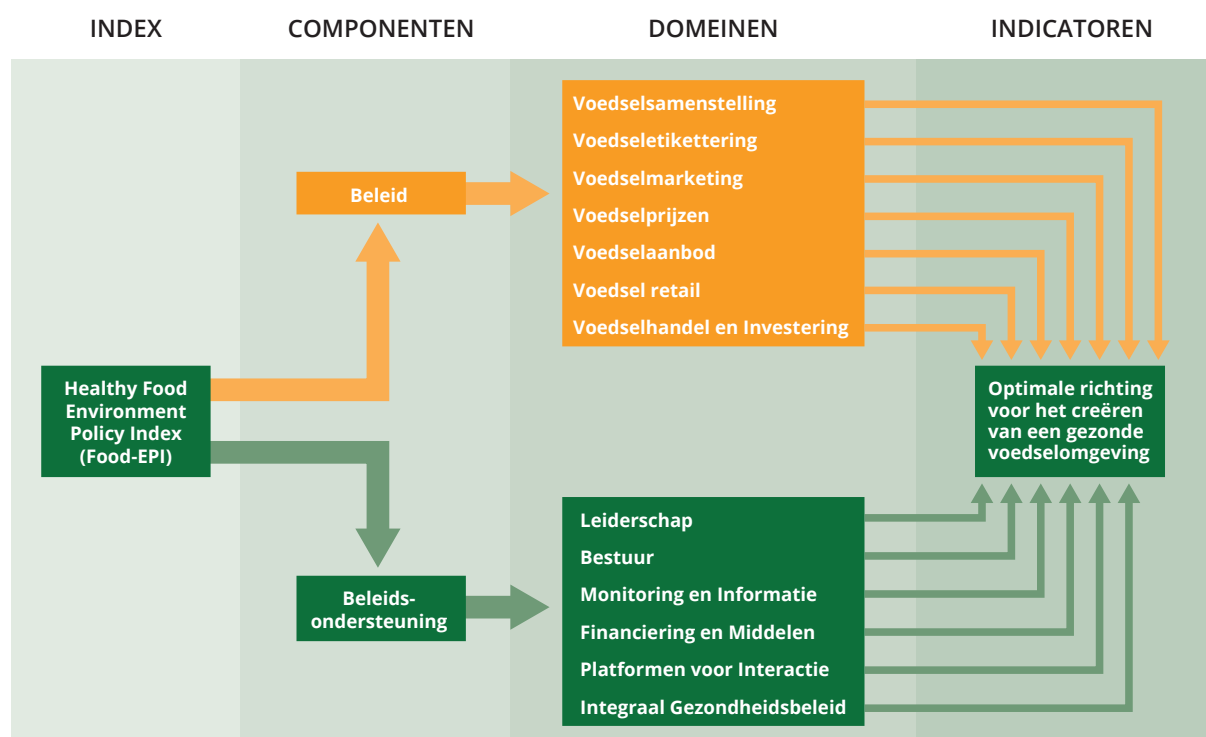 INDEX
COMPONENTEN
DOMEINEN
INDICATOREN
Healthy Food
Environment
Policy Index
(Food-EPI)
Beleid
Beleids-
ondersteuning
Voedselsamenstelling
Voedseletikettering
Voedselmarketing
Voedselprijzen
Voedselaanbod
Voedsel retail
Voedselhandel en Investering
Leiderschap
Bestuur
Monitoring en Informatie
Financiering en Middelen
Platformen voor Interactie
Integraal Gezondheidsbeleid
Optimale richting
voor het creëren
van een gezonde
voedselomgeving